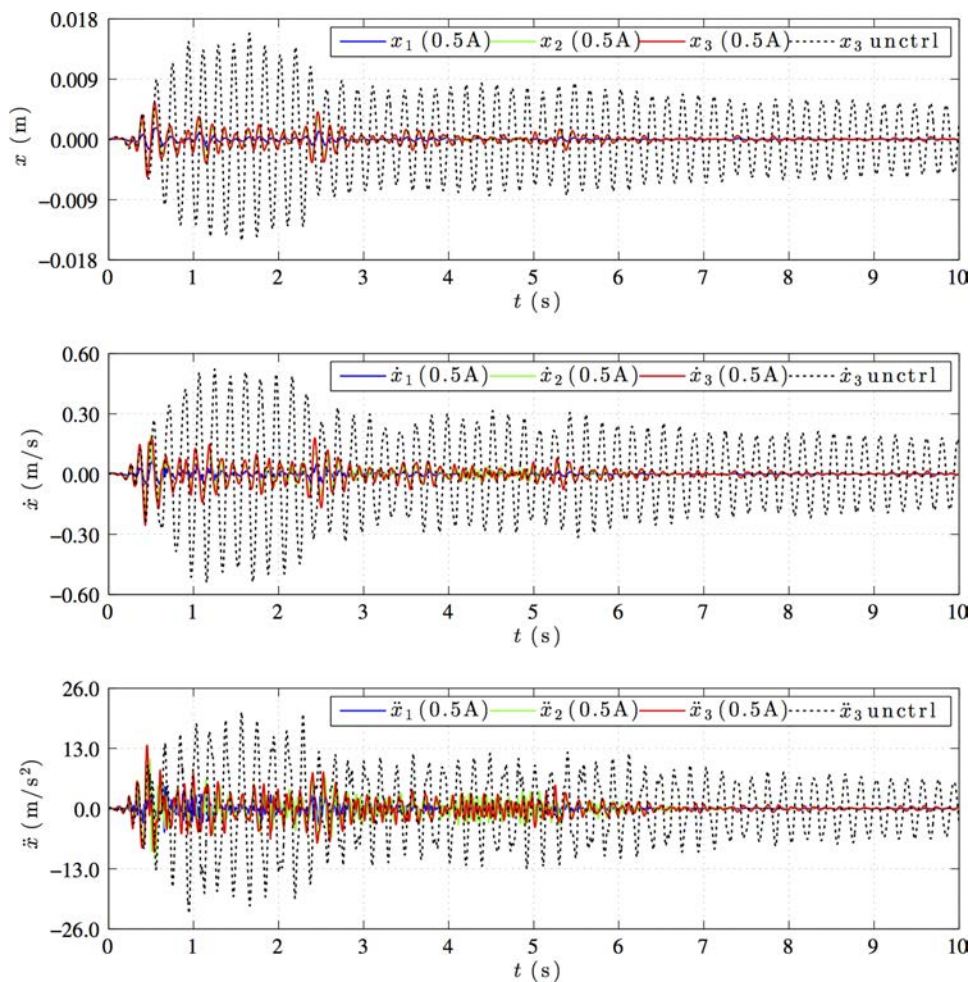 x₁ (0.5A) x₂ (0.5A) x₃ (0.5A) x₃ unctrl
0.018
0.009
0.000
−0.009
−0.018
x (m)
0 1 2 3 4 5 6 7 8 9 10
t (s)
ẋ₁ (0.5A) ẋ₂ (0.5A) ẋ₃ (0.5A) ẋ₃ unctrl
0.60
0.30
0.00
−0.30
−0.60
ẋ (m/s)
0 1 2 3 4 5 6 7 8 9 10
t (s)
ẍ₁ (0.5A) ẍ₂ (0.5A) ẍ₃ (0.5A) ẍ₃ unctrl
26.0
13.0
0.0
−13.0
−26.0
ẍ (m/s²)
0 1 2 3 4 5 6 7 8 9 10
t (s)